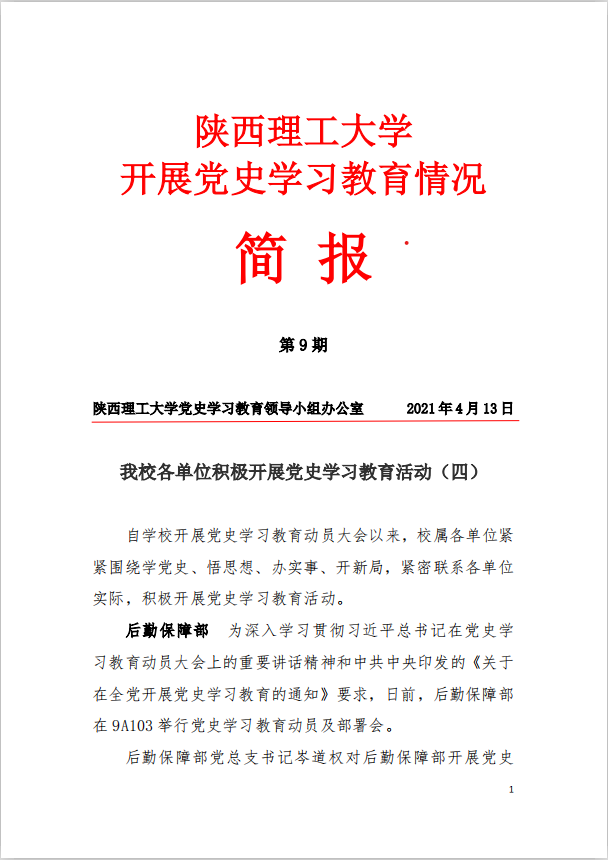 陕西理工大学
开展党史学习教育情况
简 报
第 9 期
陕西理工大学党史学习教育领导小组办公室 2021 年 4 月 13 日
我校各单位积极开展党史学习教育活动（四）
自学校开展党史学习教育动员大会以来，校属各单位紧
紧围绕学党史、悟思想、办实事、开新局，紧密联系各单位
实际，积极开展党史学习教育活动。
后勤保障部 为深入学习贯彻习近平总书记在党史学
习教育动员大会上的重要讲话精神和中共中央印发的《关于
在全党开展党史学习教育的通知》要求，日前，后勤保障部
在 9A103 举行党史学习教育动员及部署会。
后勤保障部党总支书记岑道权对后勤保障部开展党史
1